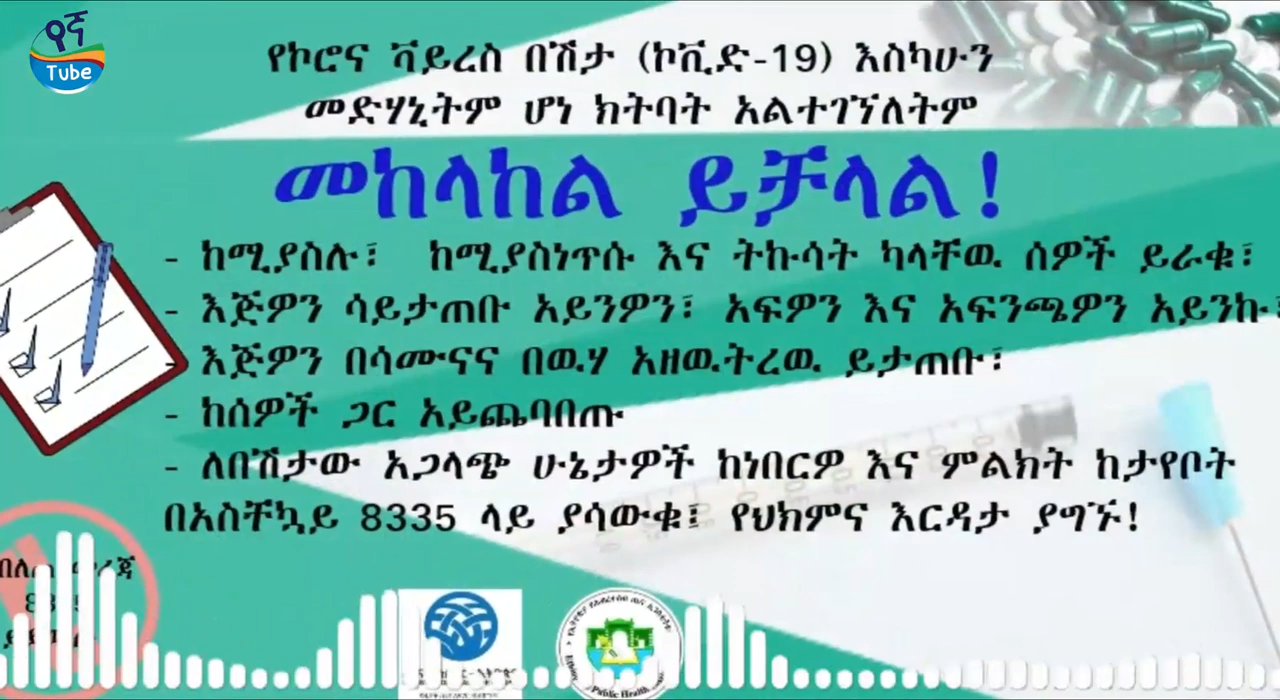 የኛ
Tube
የኮሮና ቫይረስ በሽታ (ኮቪድ-19) እስካሁን
መድሃኒትም ሆነ ክትባት አልተገኘለትም
መከላከል ይቻላል!
- ከሚያስሉ፣ ከሚያስነጥሱ እና ትኩሳት ካላቸዉ ሰዎች ይራቁ፣
- እጅዎን ሳይታጠቡ አይንዎን፣ አፍዎን እና አፍንጫዎን አይንኩ፣
- እጅዎን በሳሙናና በዉሃ አዘዉትረዉ ይታጠቡ፣
- ከሰዎች ጋር አይጨባበጡ
- ለበሽታው አጋላጭ ሁኔታዎች ከነበርዎ እና ምልክት ከታየቦት
በአስቸኳይ 8335 ላይ ያሳውቁ፤ የህክምና እርዳታ ያግኙ!
Public Health